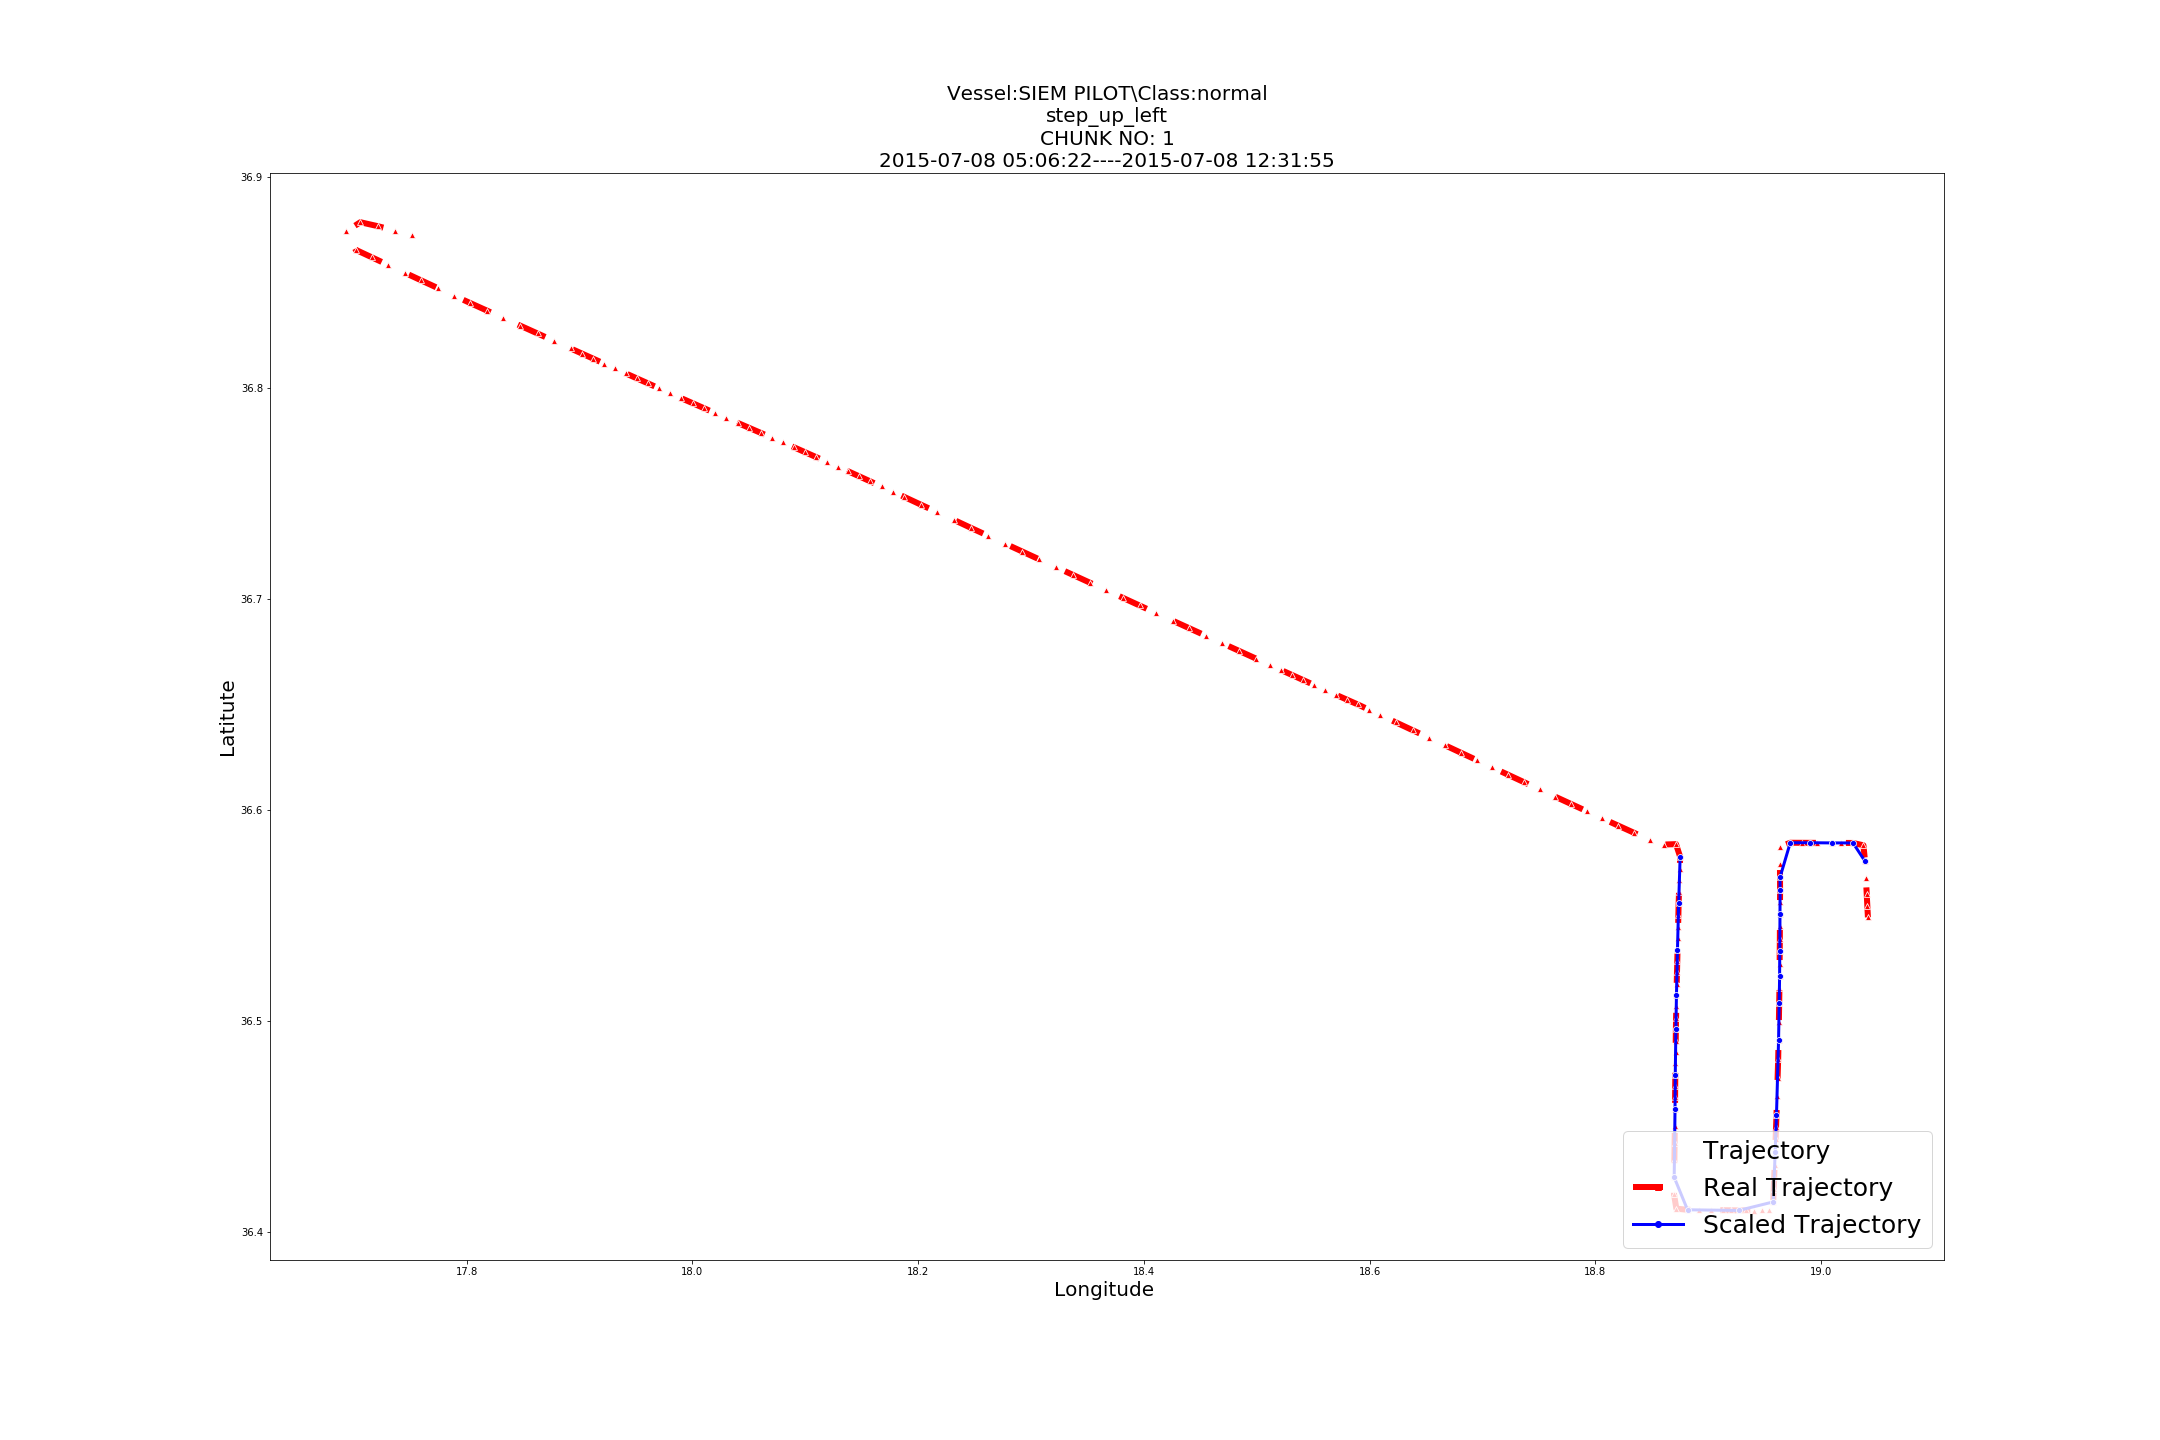 Vessel:SIEM PILOT\Class:normal
step_up_left
CHUNK NO: 1
2015-07-08 05:06:22----2015-07-08 12:31:55
36.9
36.8
36.7
36.6
36.5
36.4
Latitute
17.8
18.0
18.2
18.4
18.6
18.8
19.0
Longitude
Trajectory
Real Trajectory
Scaled Trajectory